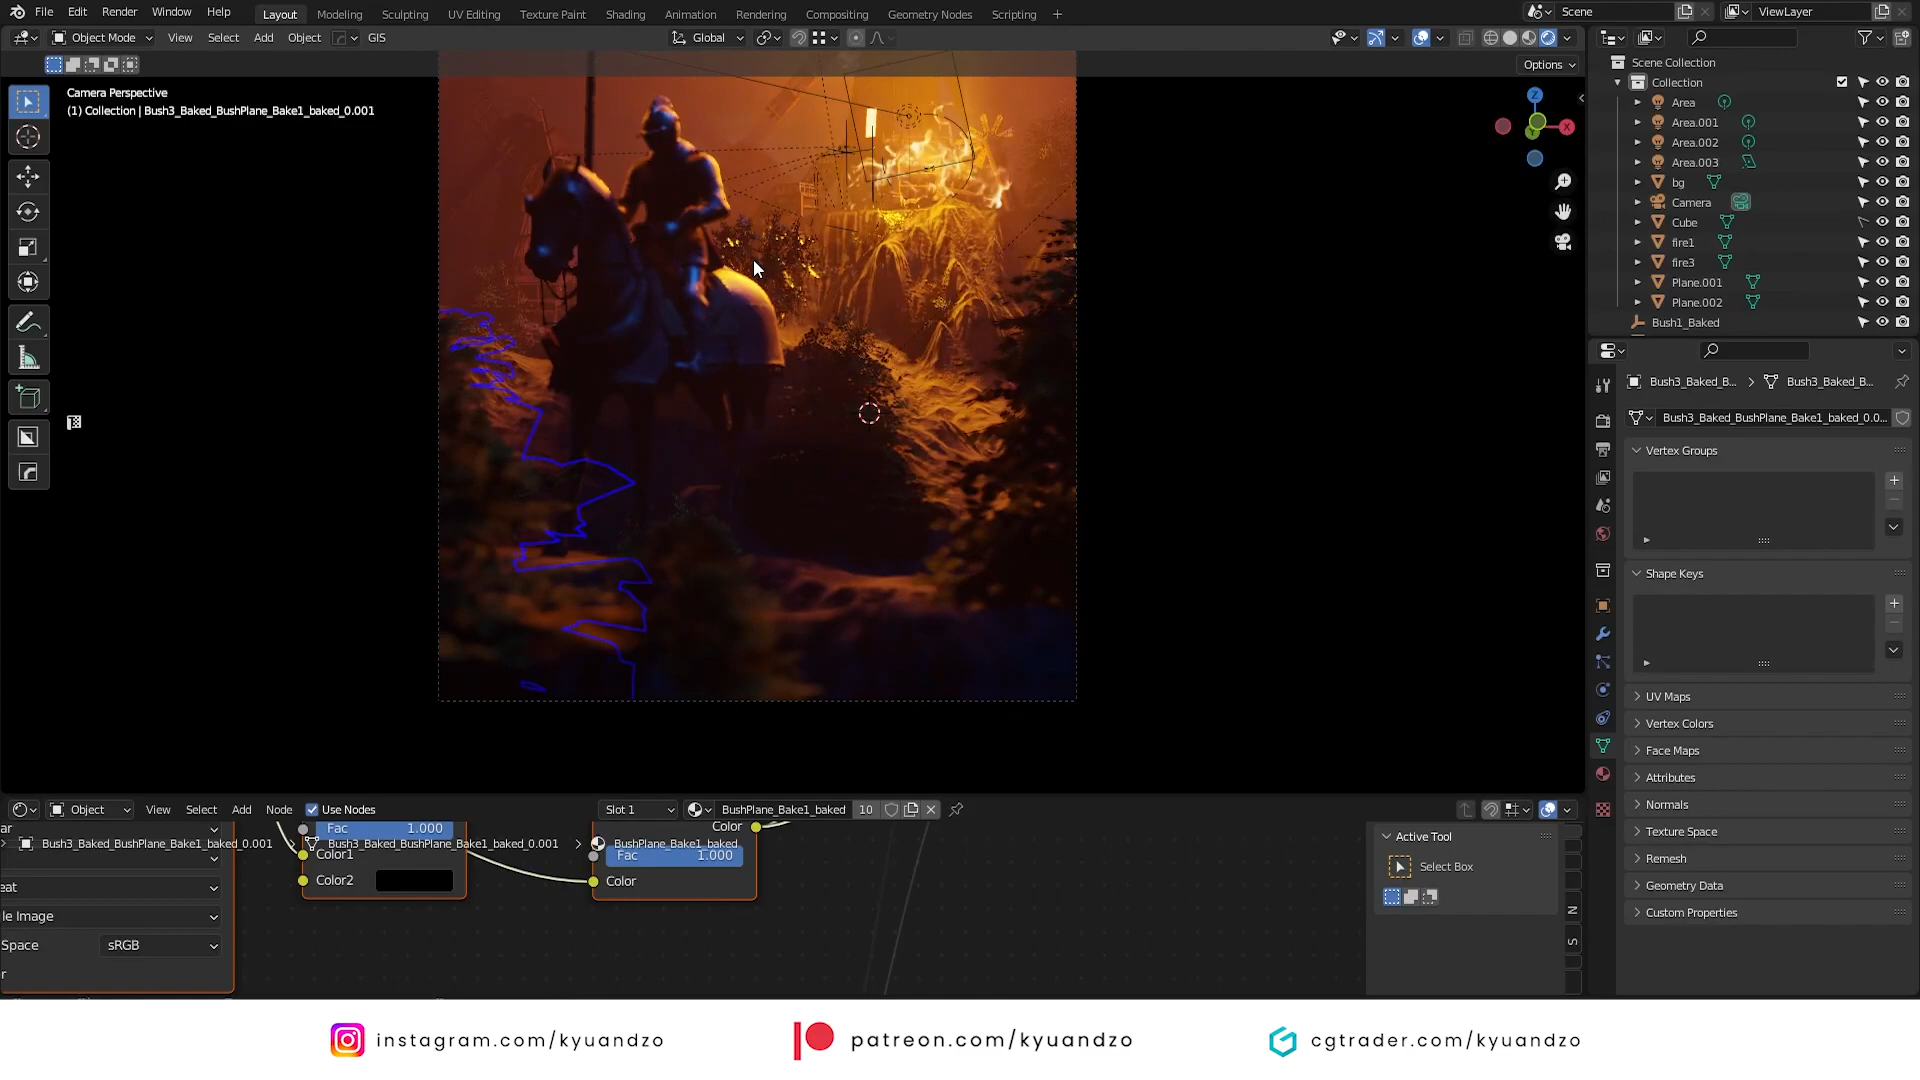 File Edit Render Window Help Layout Modeling Sculpting UV Editing Texture Paint Shading Animation Rendering Compositing Geometry Nodes Scripting + Scene ViewLayer
Object Mode View Select Add Object GIS Global
Options
Camera Perspective
(1) Collection | Bush3_Baked_BushPlane_Bake1_baked_0.001
Z
X
Y
Scene Collection
Collection
Area
Area.001
Area.002
Area.003
bg
Camera
Cube
fire1
fire3
Plane.001
Plane.002
Bush1_Baked
Bush3_Baked_B... > Bush3_Baked_B...
Bush3_Baked_BushPlane_Bake1_baked_0.0...
Vertex Groups
Shape Keys
UV Maps
Vertex Colors
Face Maps
Attributes
Normals
Texture Space
Remesh
Geometry Data
Custom Properties
Object View Select Add Node Use Nodes Slot 1 BushPlane_Bake1_baked 10
ar Fac 1.000 Color
Bush3_Baked_BushPlane_Bake1_baked_0.001 > Bush3_Baked_BushPlane_Bake1_baked_0.001 > BushPlane_Bake1_baked
Color1 Fac 1.000
Color2 Color
eat
le Image
Space sRGB
r
Active Tool
Select Box
N
S
instagram.com/kyuandzo patreon.com/kyuandzo cgtrader.com/kyuandzo